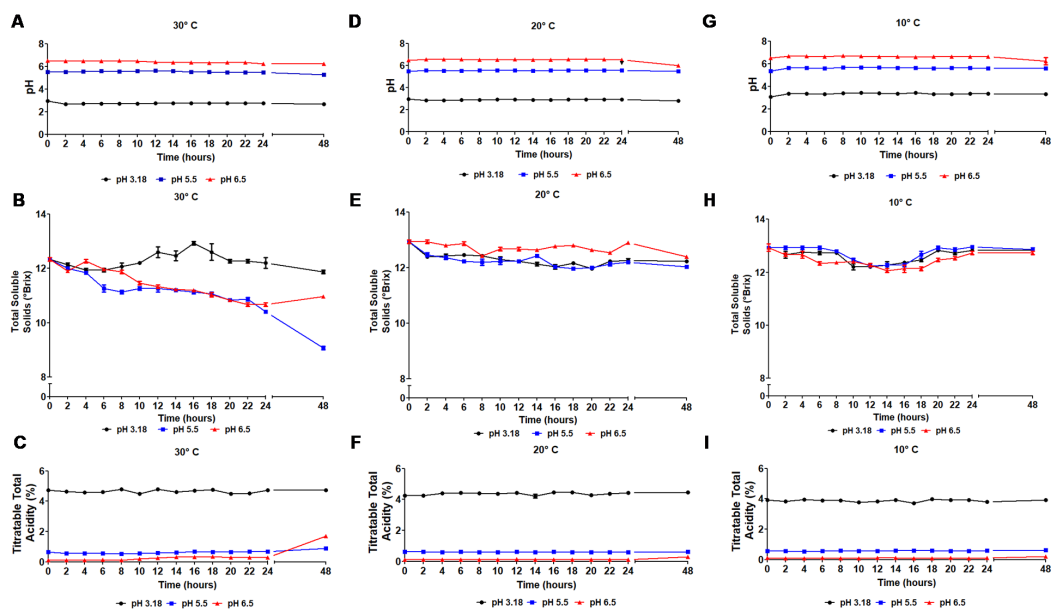 A
30° C
pH
8
6
4
2
0
0 2 4 6 8 10 12 14 16 18 20 22 24 48
Time (hours)
pH 3.18 pH 5.5 pH 6.5
D
20° C
pH
8
6
4
2
0
0 2 4 6 8 10 12 14 16 18 20 22 24 48
Time (hours)
pH 3.18 pH 5.5 pH 6.5
G
10° C
pH
8
6
4
2
0
0 2 4 6 8 10 12 14 16 18 20 22 24 48
Time (hours)
pH 3.18 pH 5.5 pH 6.5
B
30° C
Total Soluble
Solids (°Brix)
14
12
10
8
0
0 2 4 6 8 10 12 14 16 18 20 22 24 48
Time (hours)
pH 3.18 pH 5.5 pH 6.5
E
20° C
Total Soluble
Solids (°Brix)
14
12
10
8
0
0 2 4 6 8 10 12 14 16 18 20 22 24 48
Time (hours)
pH 3.18 pH 5.5 pH 6.5
H
10° C
Total Soluble
Solids (°Brix)
14
12
10
8
0
0 2 4 6 8 10 12 14 16 18 20 22 24 48
Time (hours)
pH 3.18 pH 5.5 pH 6.5
C
30° C
Titratable Total
Acidity (%)
6
4
2
0
0 2 4 6 8 10 12 14 16 18 20 22 24 48
Time (hours)
pH 3.18 pH 5.5 pH 6.5
F
20° C
Titratable Total
Acidity (%)
6
4
2
0
0 2 4 6 8 10 12 14 16 18 20 22 24 48
Time (hours)
pH 3.18 pH 5.5 pH 6.5
I
10° C
Titratable Total
Acidity (%)
6
4
2
0
0 2 4 6 8 10 12 14 16 18 20 22 24 48
Time (hours)
pH 3.18 pH 5.5 pH 6.5